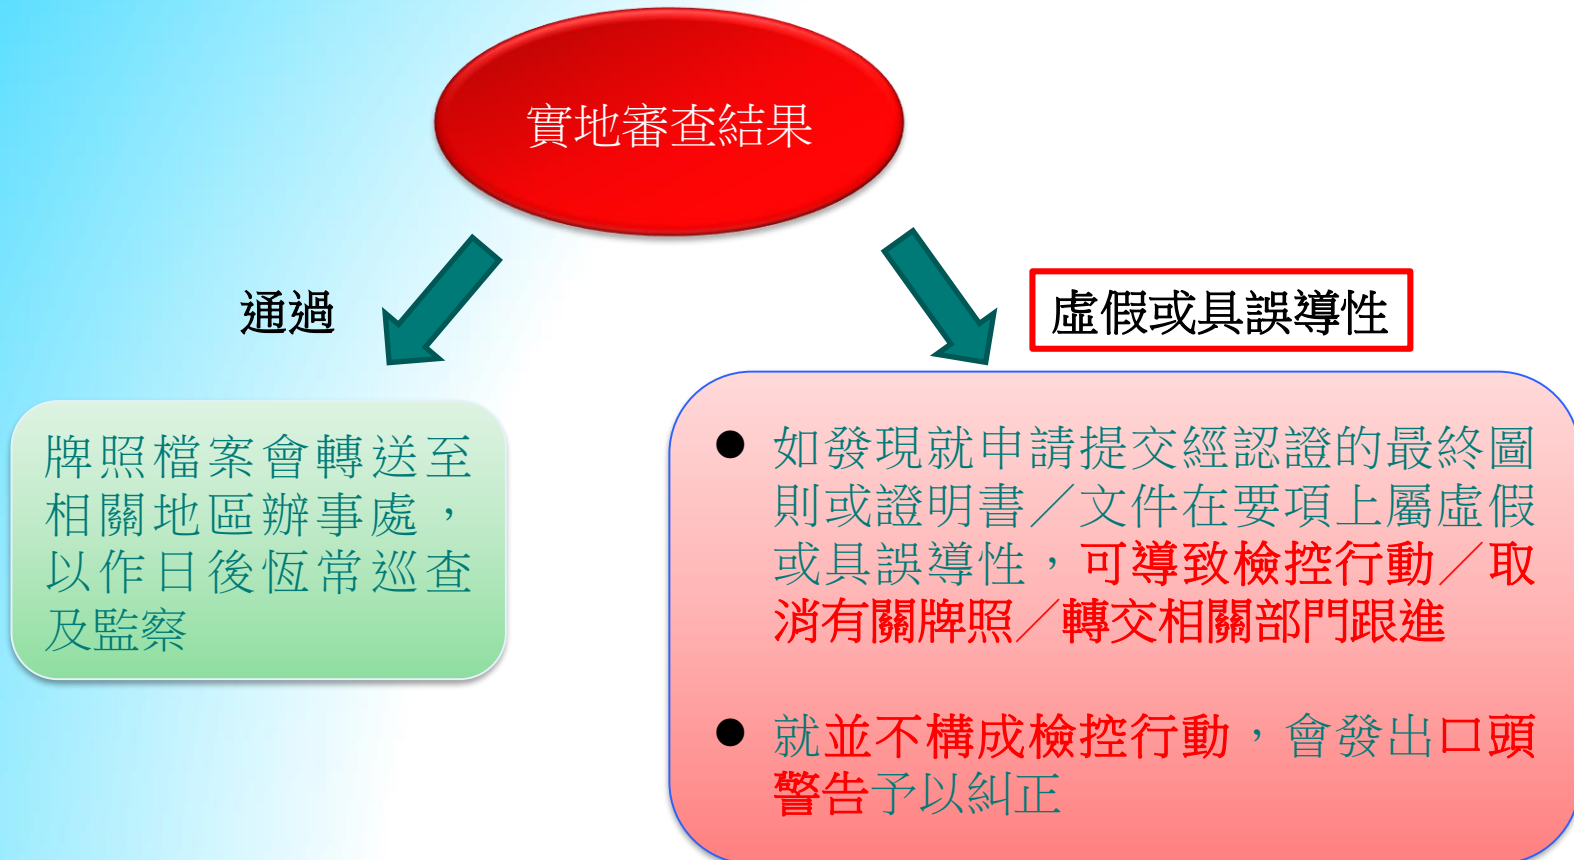 實地審查結果
通過
虛假或具誤導性
牌照檔案會轉送至
相關地區辦事處，
以作日後恆常巡查
及監察
● 如發現就申請提交經認證的最終圖
則或證明書／文件在要項上屬虛假
或具誤導性，可導致檢控行動／取
消有關牌照／轉交相關部門跟進
● 就並不構成檢控行動，會發出口頭
警告予以糾正